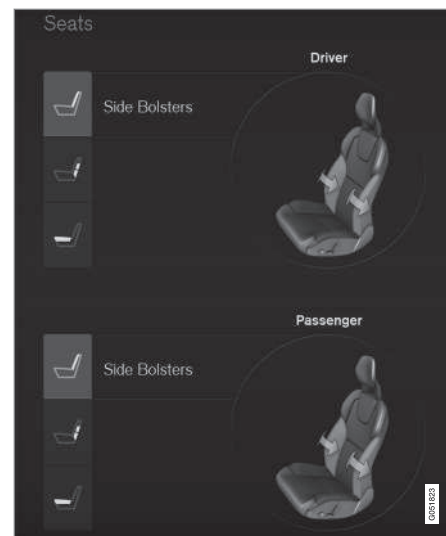 Seats
Driver
Side Bolsters
Passenger
Side Bolsters
G051823